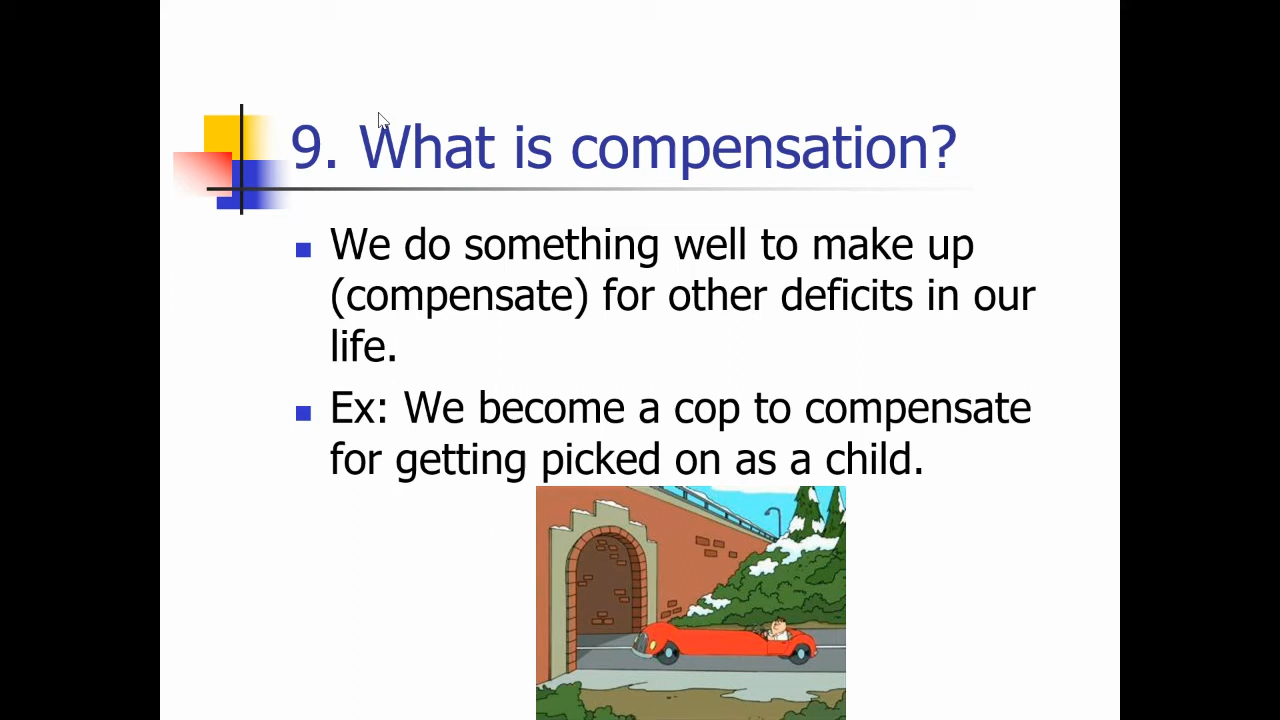 9. What is compensation?
We do something well to make up
(compensate) for other deficits in our
life.
Ex: We become a cop to compensate
for getting picked on as a child.